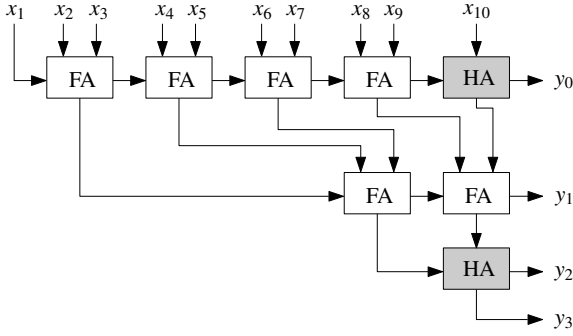 x₁ x₂ x₃ x₄ x₅ x₆ x₇ x₈ x₉ x₁₀
FA FA FA FA HA y₀
FA FA y₁
HA y₂
y₃